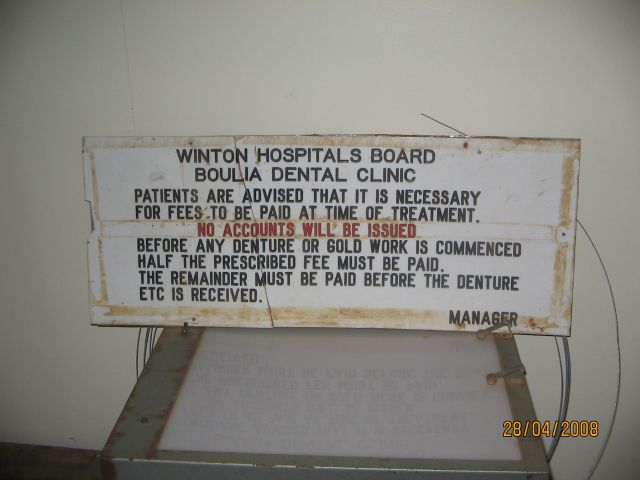 WINTON HOSPITALS BOARD
BOULIA DENTAL CLINIC
PATIENTS ARE ADVISED THAT IT IS NECESSARY
FOR FEES TO BE PAID AT TIME OF TREATMENT.
NO ACCOUNTS WILL BE ISSUED
BEFORE ANY DENTURE OR GOLD WORK IS COMMENCED
HALF THE PRESCRIBED FEE MUST BE PAID.
THE REMAINDER MUST BE PAID BEFORE THE DENTURE
ETC IS RECEIVED.
MANAGER
28/04/2008